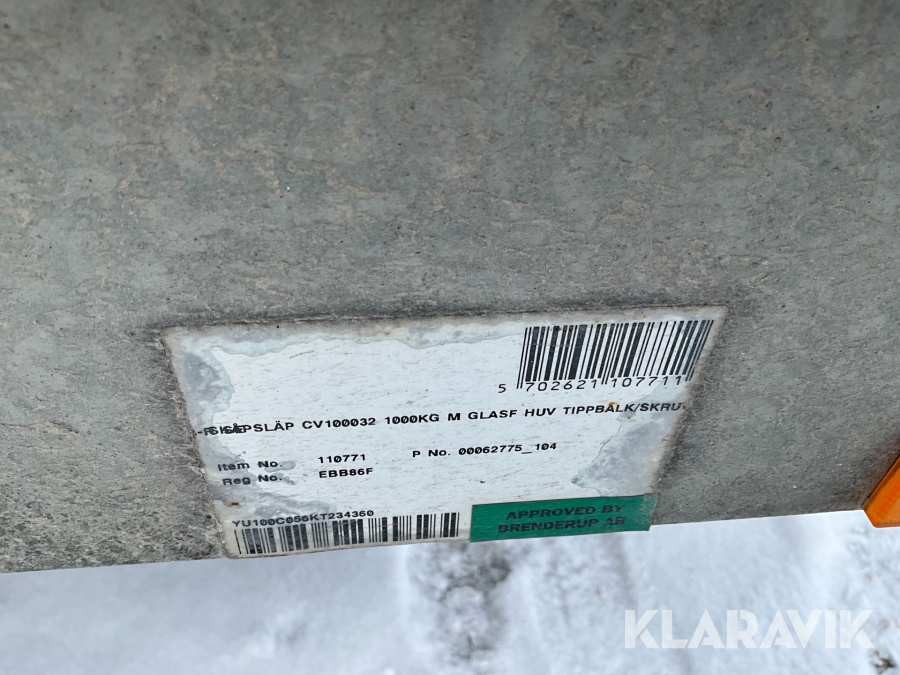 5 702621 107711
SKÅPSLÄP CV100032 1000KG M GLASF HUV TIPPBALK/SKRUV
Item No. 110771 P No. 00062775_104
Reg No. EBB86F
YU100C056KT234360
APPROVED BY
BRENDERUP AB
KLARAVIK